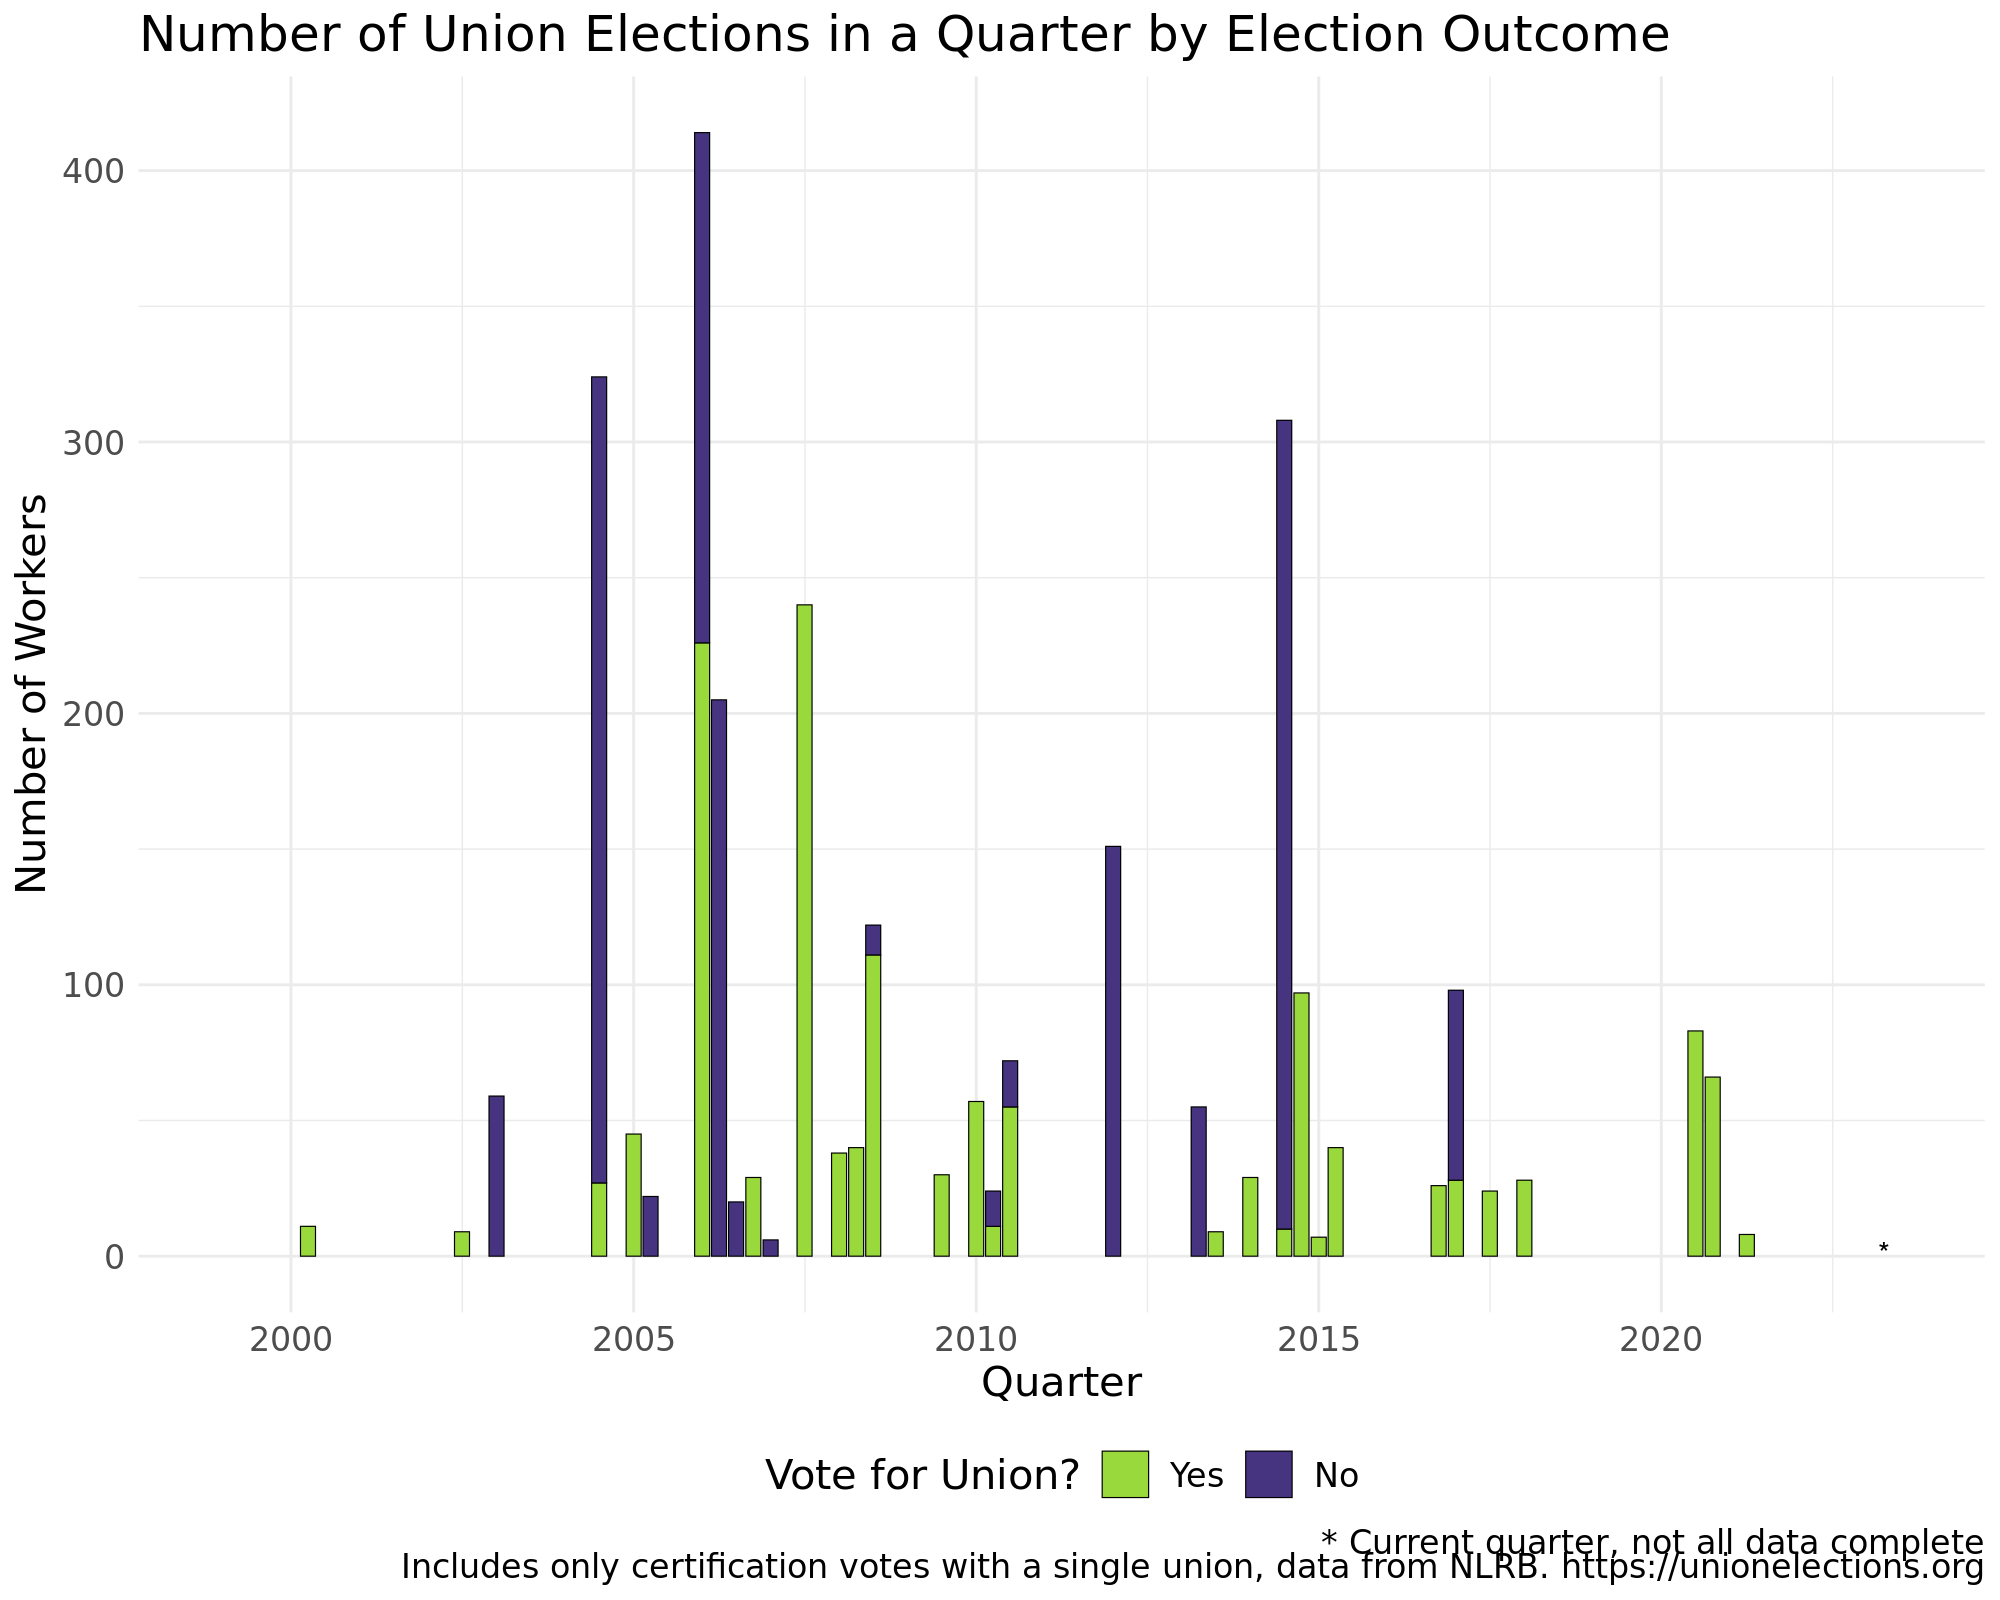 Number of Union Elections in a Quarter by Election Outcome
400
300
200
100
0
Number of Workers
*
2000 2005 2010 2015 2020
Quarter
Vote for Union? Yes No
* Current quarter, not all data complete
Includes only certification votes with a single union, data from NLRB. https://unionelections.org